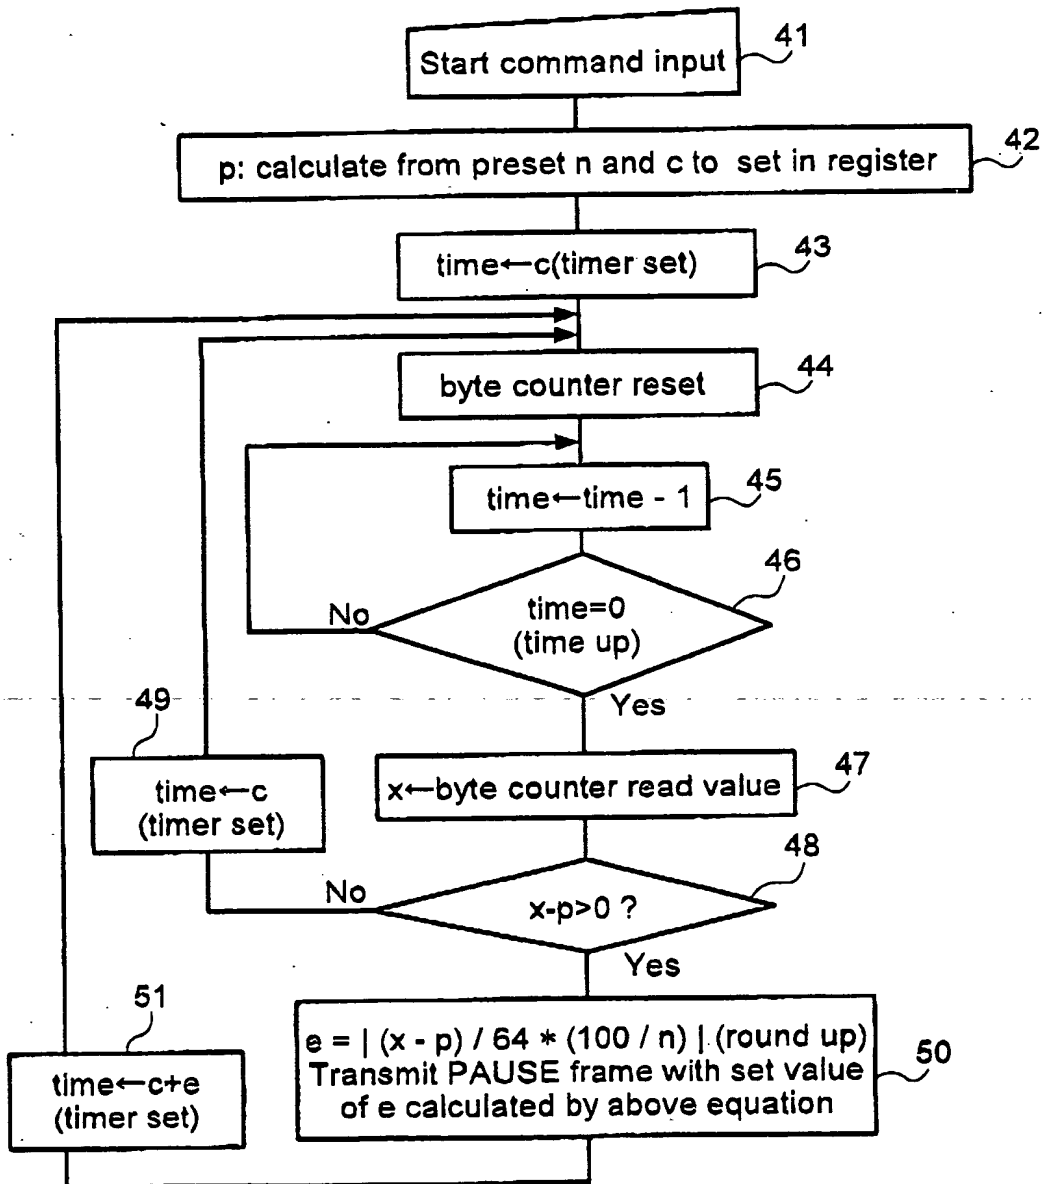 Start command input
41
p: calculate from preset n and c to set in register
42
time←c(timer set)
43
byte counter reset
44
time←time - 1
45
time=0
(time up)
46
No
Yes
x←byte counter read value
47
49
time←c
(timer set)
x-p>0 ?
48
No
Yes
e = | (x - p) / 64 * (100 / n) | (round up)
Transmit PAUSE frame with set value
of e calculated by above equation
50
51
time←c+e
(timer set)